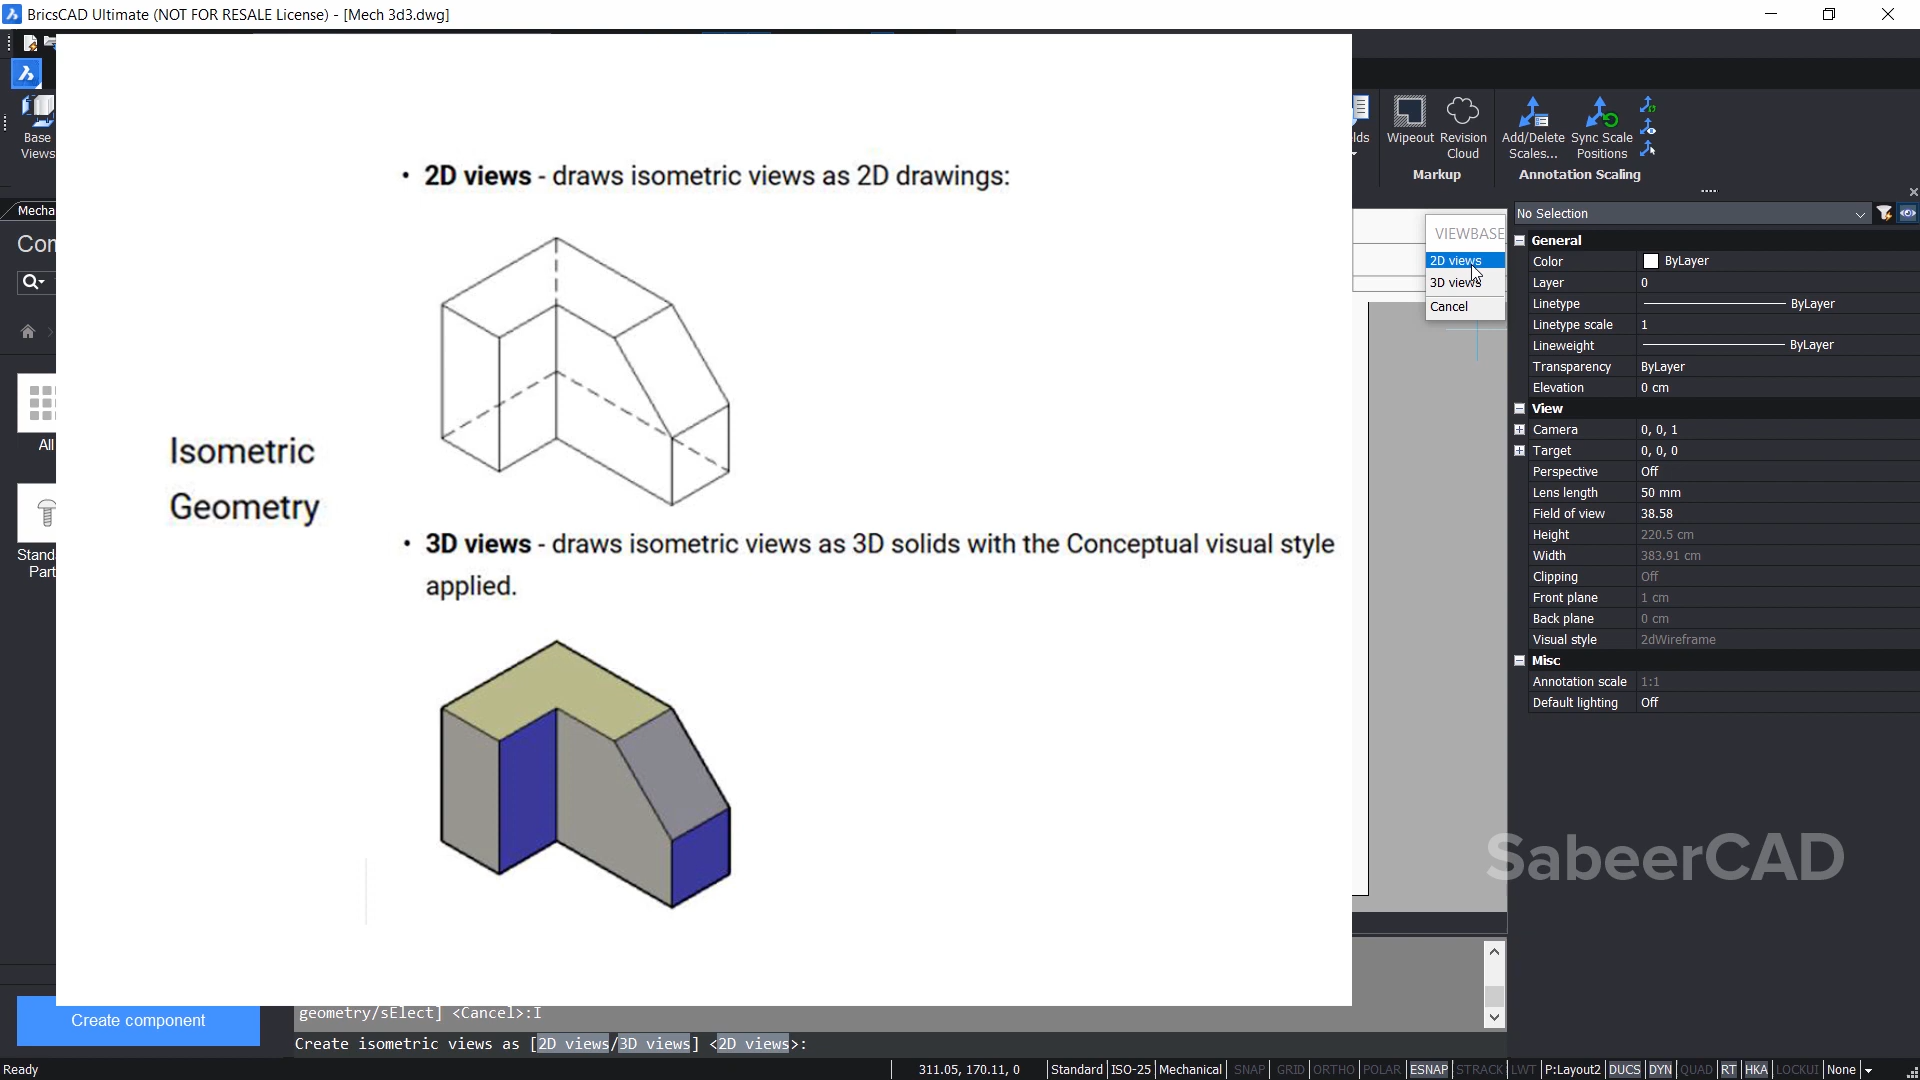 BricsCAD Ultimate (NOT FOR RESALE License) - [Mech 3d3.dwg]
Base
Views
lds
Wipeout
Revision
Cloud
Markup
Add/Delete
Scales...
Sync Scale
Positions
Annotation Scaling
Mecha
Con
All
Stand
Part
Create component
• 2D views - draws isometric views as 2D drawings:
Isometric
Geometry
• 3D views - draws isometric views as 3D solids with the Conceptual visual style
applied.
VIEWBASE
2D views
3D views
Cancel
No Selection
General
Color ByLayer
Layer 0
Linetype ByLayer
Linetype scale 1
Lineweight ByLayer
Transparency ByLayer
Elevation 0 cm
View
Camera 0, 0, 1
Target 0, 0, 0
Perspective Off
Lens length 50 mm
Field of view 38.58
Height 220.5 cm
Width 383.91 cm
Clipping Off
Front plane 1 cm
Back plane 0 cm
Visual style 2dWireframe
Misc
Annotation scale 1:1
Default lighting Off
SabeerCAD
geometry/sElect] <Cancel>:I
Create isometric views as [2D views/3D views] <2D views>:
Ready 311.05, 170.11, 0 Standard ISO-25 Mechanical SNAP GRID ORTHO POLAR ESNAP STRACK LWT P:Layout2 DUCS DYN QUAD RT HKA LOCKUI None